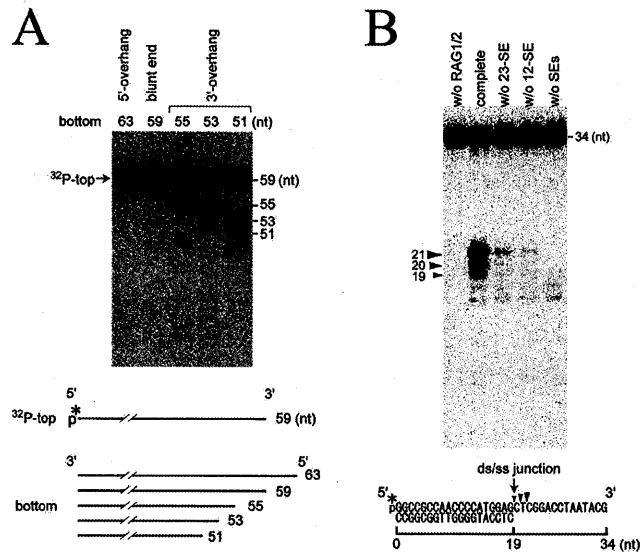 A
5'-overhang
blunt end
3'-overhang
bottom 63 59 55 53 51 (nt)
32P-top
59 (nt)
55
53
51
5' 3'
32P-top p* 59 (nt)
3' 5'
63
59
bottom 55
53
51
B
w/o RAG1/2
complete
w/o 23-SE
w/o 12-SE
w/o SEs
34 (nt)
21
20
19
ds/ss junction
5' 3'
*
pGGCCGCCAACCCCATGGAGCTCGGACCTAATACG
CCGGCGGTTGGGGTACCTC
0 19 34 (nt)